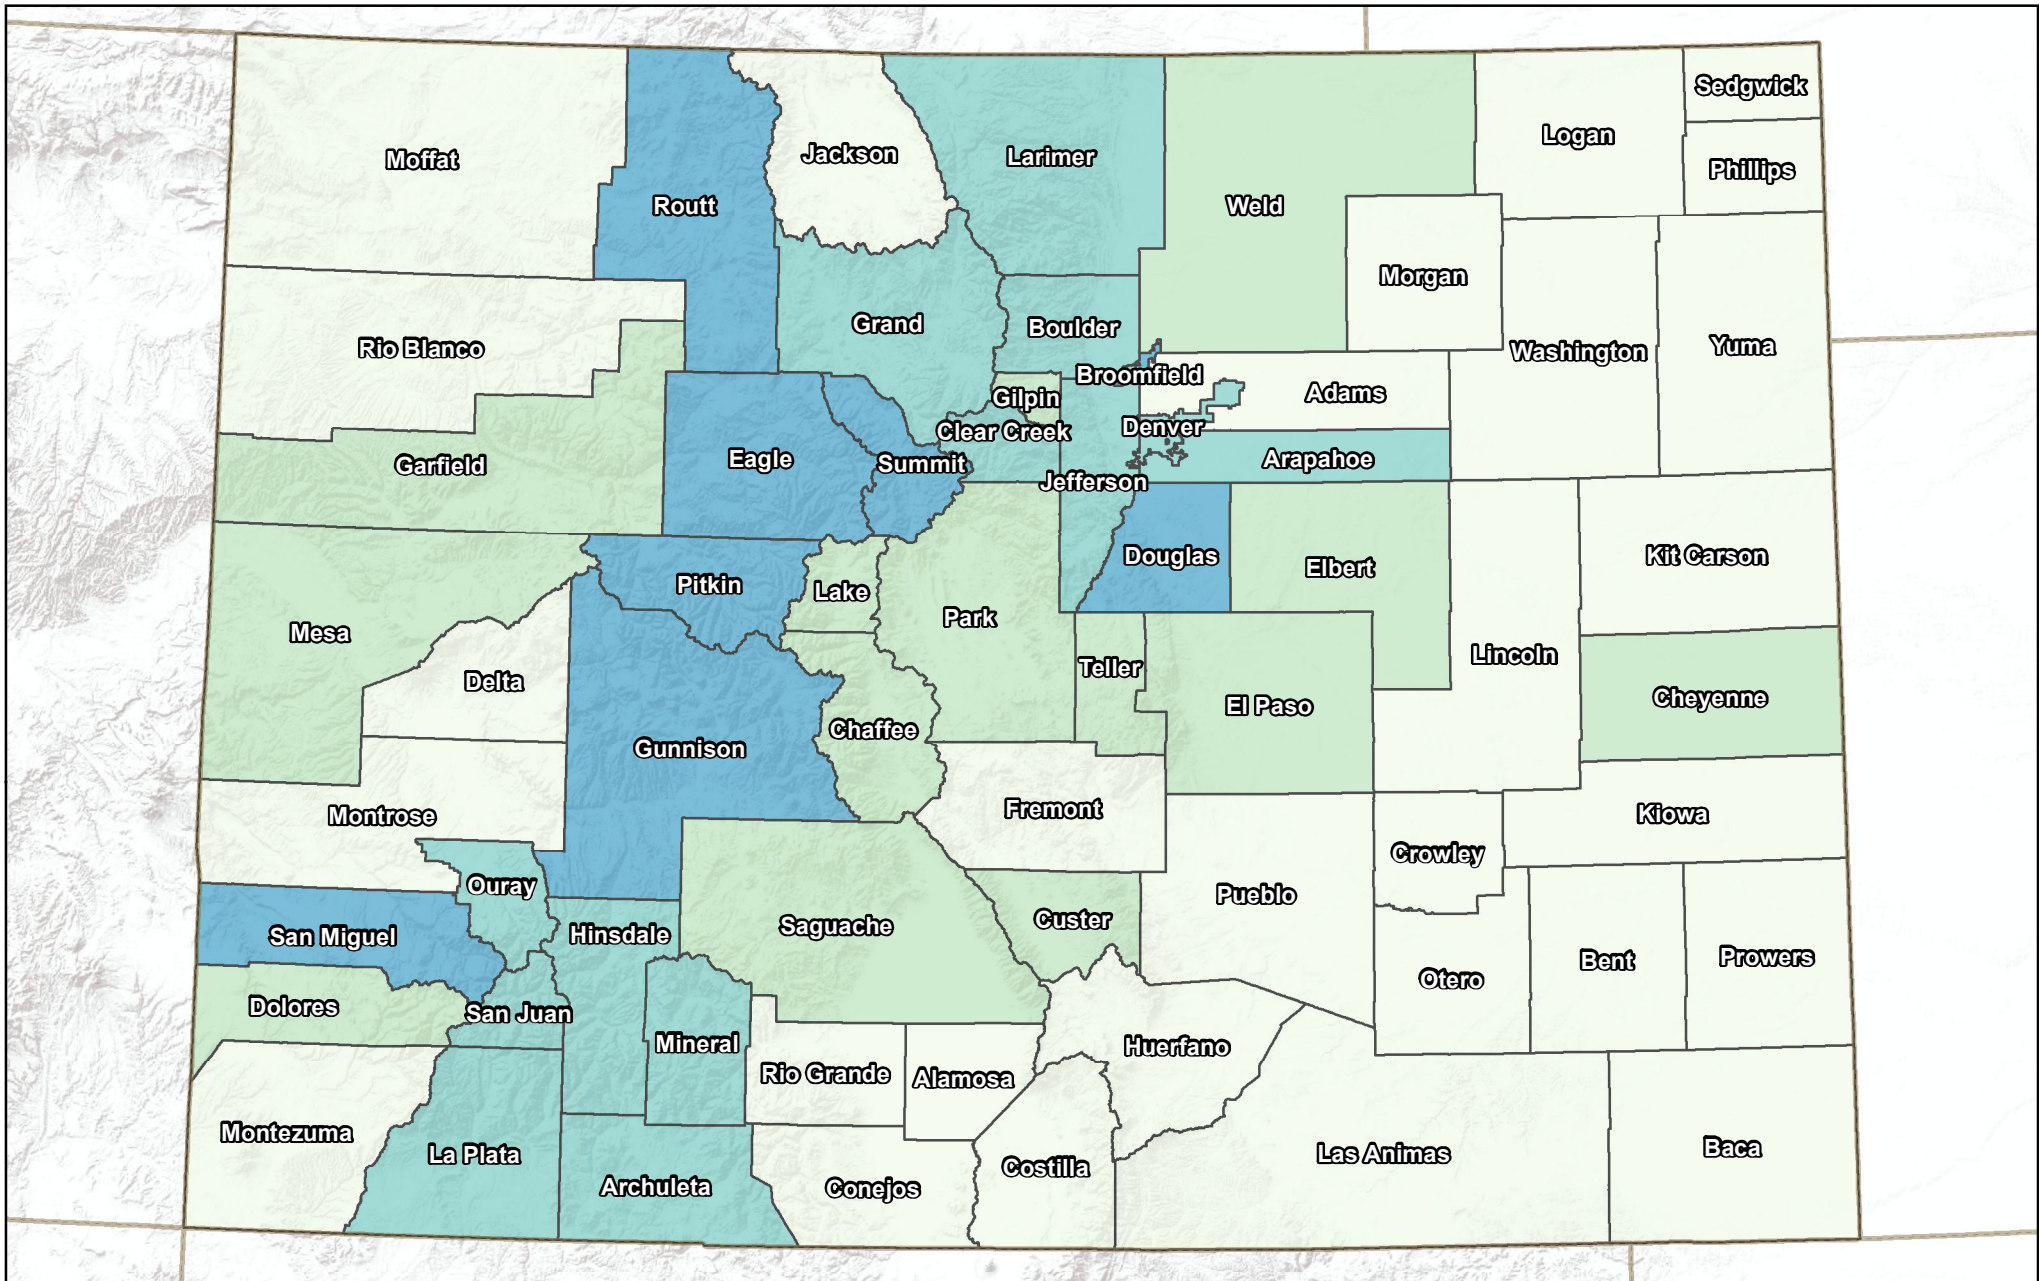 Sedgwick
Logan
Jackson
Larimer
Moffat
Phillips
Routt
Weld
Morgan
Grand
Boulder
Yuma
Rio Blanco
Washington
Broomfield
Adams
Gilpin
Denver
Clear Creek
Eagle
Arapahoe
Summit
Garfield
Jefferson
Douglas
Kit Carson
Elbert
Pitkin
Lake
Park
Mesa
Lincoln
Teller
Delta
Cheyenne
El Paso
Chaffee
Gunnison
Fremont
Kiowa
Montrose
Crowley
Ouray
Pueblo
Custer
Saguache
Hinsdale
San Miguel
Prowers
Bent
Otero
Dolores
San Juan
Mineral
Huerfano
Rio Grande
Alamosa
Montezuma
Baca
Las Animas
La Plata
Costilla
Archuleta
Conejos